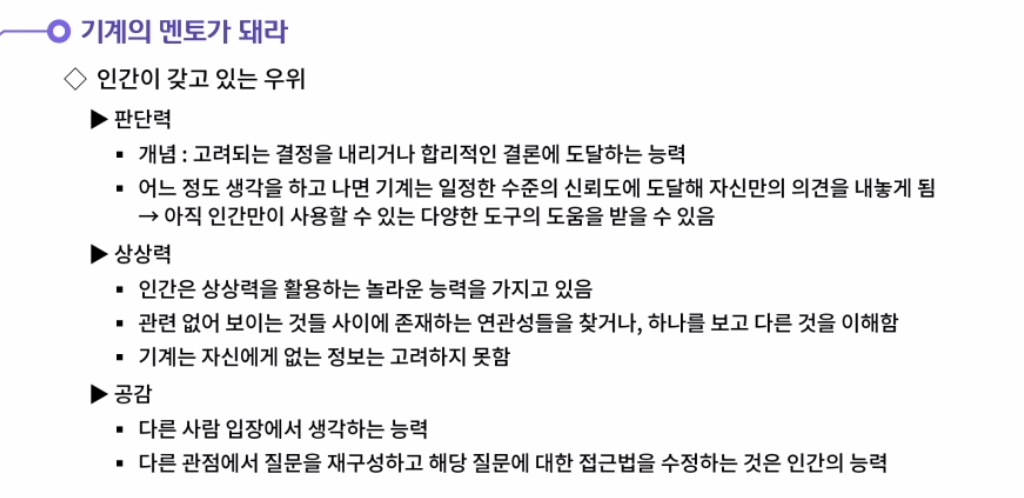 기계의 멘토가 돼라
◇ 인간이 갖고 있는 우위
▶ 판단력
▪ 개념 : 고려되는 결정을 내리거나 합리적인 결론에 도달하는 능력
▪ 어느 정도 생각을 하고 나면 기계는 일정한 수준의 신뢰도에 도달해 자신만의 의견을 내놓게 됨
→ 아직 인간만이 사용할 수 있는 다양한 도구의 도움을 받을 수 있음
▶ 상상력
▪ 인간은 상상력을 활용하는 놀라운 능력을 가지고 있음
▪ 관련 없어 보이는 것들 사이에 존재하는 연관성들을 찾거나, 하나를 보고 다른 것을 이해함
▪ 기계는 자신에게 없는 정보는 고려하지 못함
▶ 공감
▪ 다른 사람 입장에서 생각하는 능력
▪ 다른 관점에서 질문을 재구성하고 해당 질문에 대한 접근법을 수정하는 것은 인간의 능력